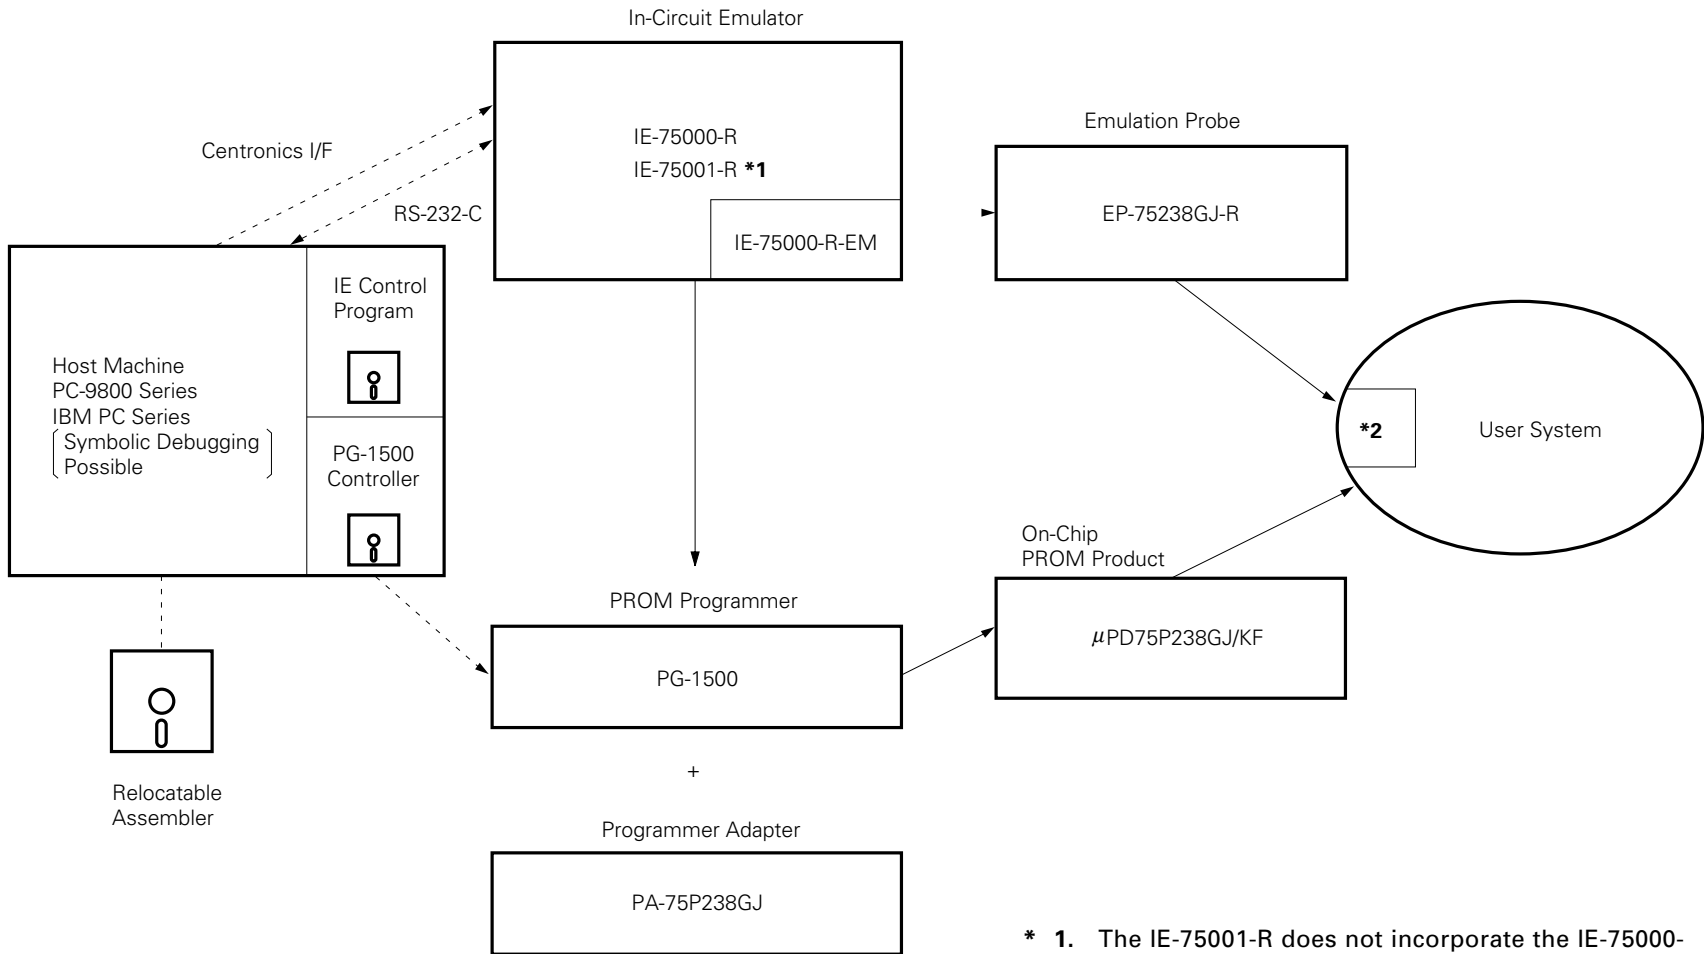 In-Circuit Emulator
IE-75000-R
IE-75001-R *1
IE-75000-R-EM
Centronics I/F
RS-232-C
Emulation Probe
EP-75238GJ-R
Host Machine
PC-9800 Series
IBM PC Series
Symbolic Debugging
Possible
IE Control
Program
PG-1500
Controller
*2
User System
On-Chip
PROM Product
μPD75P238GJ/KF
PROM Programmer
PG-1500
+
Programmer Adapter
PA-75P238GJ
Relocatable
Assembler
* 1. The IE-75001-R does not incorporate the IE-75000-